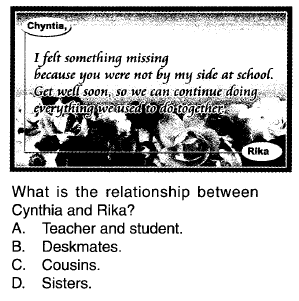 Chyntia,
I felt something missing
because you were not by my side at school.
Get well soon, so we can continue doing
everything we used to do together.
Rika
What is the relationship between
Cynthia and Rika?
A. Teacher and student.
B. Deskmates.
C. Cousins.
D. Sisters.